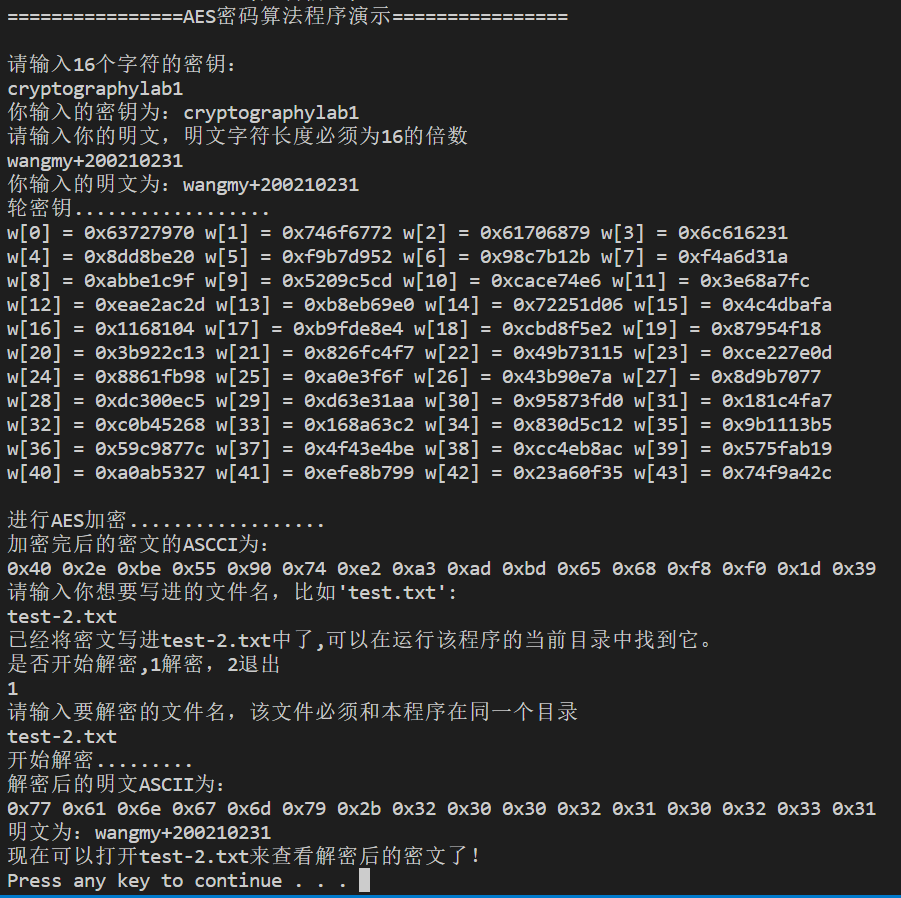 ================AES密码算法程序演示================
请输入16个字符的密钥:
cryptographylab1
你输入的密钥为: cryptographylab1
请输入你的明文，明文字符长度必须为16的倍数
wangmy+200210231
你输入的明文为: wangmy+200210231
轮密钥..................
w[0] = 0x63727970 w[1] = 0x746f6772 w[2] = 0x61706879 w[3] = 0x6c616231
w[4] = 0x8dd8be20 w[5] = 0xf9b7d952 w[6] = 0x98c7b12b w[7] = 0xf4a6d31a
w[8] = 0xabbe1c9f w[9] = 0x5209c5cd w[10] = 0xcace74e6 w[11] = 0x3e68a7fc
w[12] = 0xeae2ac2d w[13] = 0xb8eb69e0 w[14] = 0x72251d06 w[15] = 0x4c4dbafa
w[16] = 0x1168104 w[17] = 0xb9fde8e4 w[18] = 0xcbd8f5e2 w[19] = 0x87954f18
w[20] = 0x3b922c13 w[21] = 0x826fc4f7 w[22] = 0x49b73115 w[23] = 0xce227e0d
w[24] = 0x8861fb98 w[25] = 0xa0e3f6f w[26] = 0x43b90e7a w[27] = 0x8d9b7077
w[28] = 0xdc300ec5 w[29] = 0xd63e31aa w[30] = 0x95873fd0 w[31] = 0x181c4fa7
w[32] = 0xc0b45268 w[33] = 0x168a63c2 w[34] = 0x830d5c12 w[35] = 0x9b1113b5
w[36] = 0x59c9877c w[37] = 0x4f43e4be w[38] = 0xcc4eb8ac w[39] = 0x575fab19
w[40] = 0xa0ab5327 w[41] = 0xefe8b799 w[42] = 0x23a60f35 w[43] = 0x74f9a42c
进行AES加密..................
加密完后的密文的ASCCI为:
0x40 0x2e 0xbe 0x55 0x90 0x74 0xe2 0xa3 0xad 0xbd 0x65 0x68 0xf8 0xf0 0x1d 0x39
请输入你想要写进的文件名，比如'test.txt':
test-2.txt
已经将密文写进test-2.txt中了,可以在运行该程序的当前目录中找到它。
是否开始解密,1解密，2退出
1
请输入要解密的文件名，该文件必须和本程序在同一个目录
test-2.txt
开始解密.........
解密后的明文ASCII为:
0x77 0x61 0x6e 0x67 0x6d 0x79 0x2b 0x32 0x30 0x30 0x32 0x31 0x30 0x32 0x33 0x31
明文为: wangmy+200210231
现在可以打开test-2.txt来查看解密后的密文了！
Press any key to continue . . .